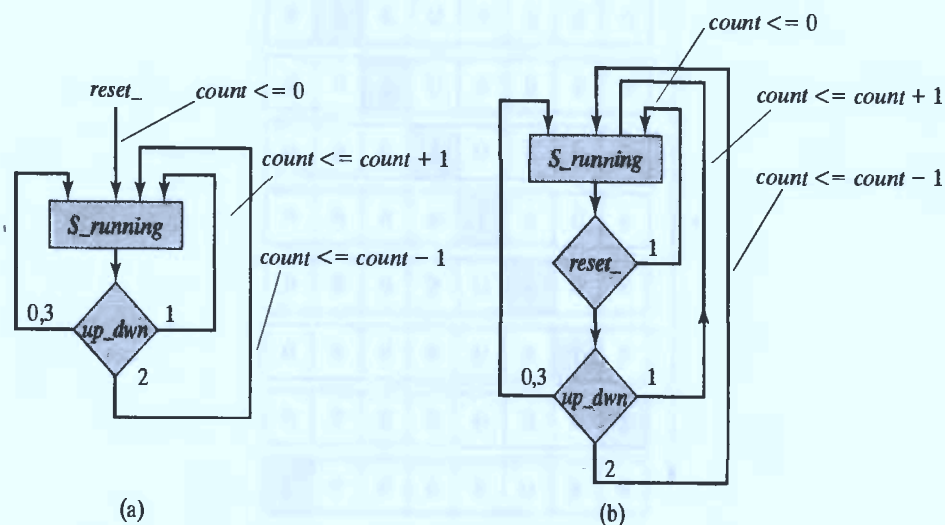 reset_
count <= 0
count <= count + 1
S_running
count <= count − 1
0,3
up_dwn
1
2
(a)
count <= 0
count <= count + 1
S_running
count <= count − 1
reset_
1
0,3
up_dwn
1
2
(b)